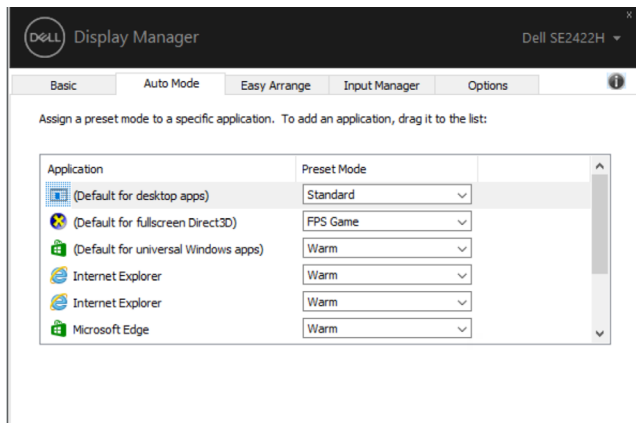 x
DELL Display Manager
Dell SE2422H
Basic Auto Mode Easy Arrange Input Manager Options
Assign a preset mode to a specific application. To add an application, drag it to the list:
Application Preset Mode
(Default for desktop apps) Standard
(Default for fullscreen Direct3D) FPS Game
(Default for universal Windows apps) Warm
Internet Explorer Warm
Internet Explorer Warm
Microsoft Edge Warm